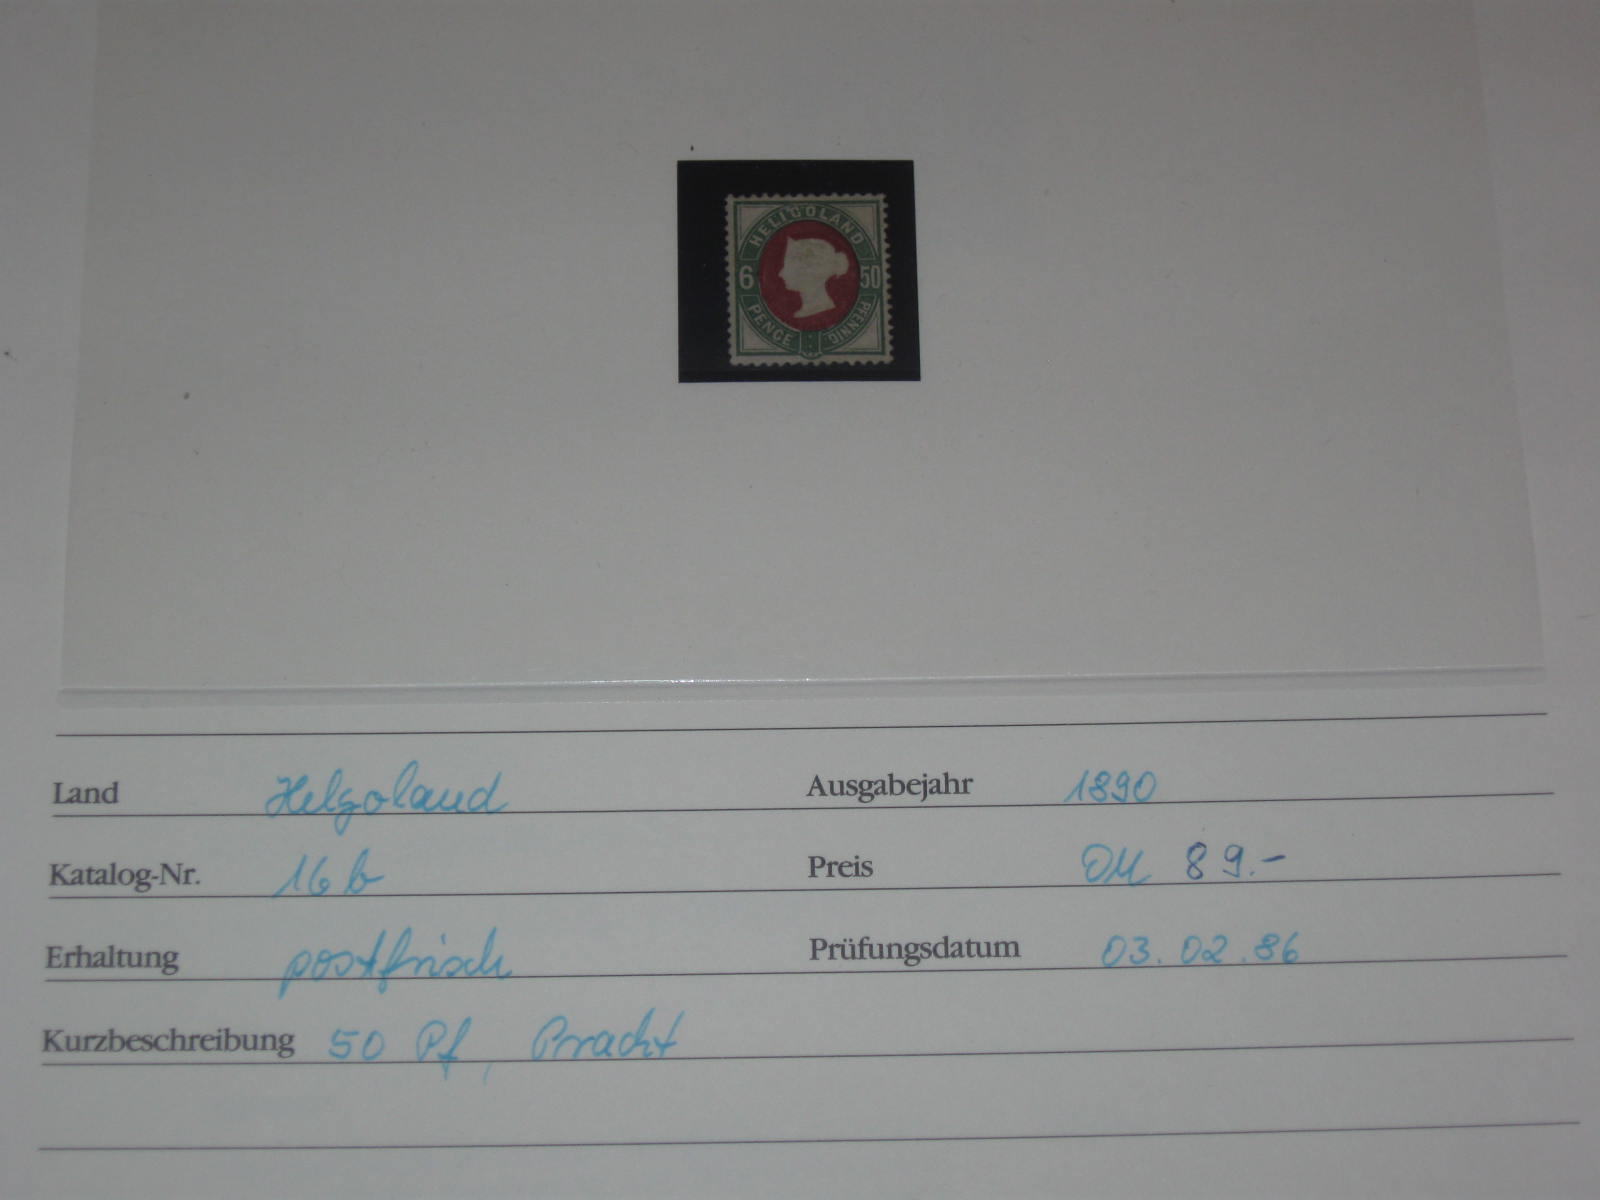 HELIGOLAND
6 50
PENCE PFENNIG
Land Helgoland Ausgabejahr 1890
Katalog-Nr. 16 b Preis DM 89.-
Erhaltung postfrisch Prüfungsdatum 03.02.86
Kurzbeschreibung 50 Pf, Pracht